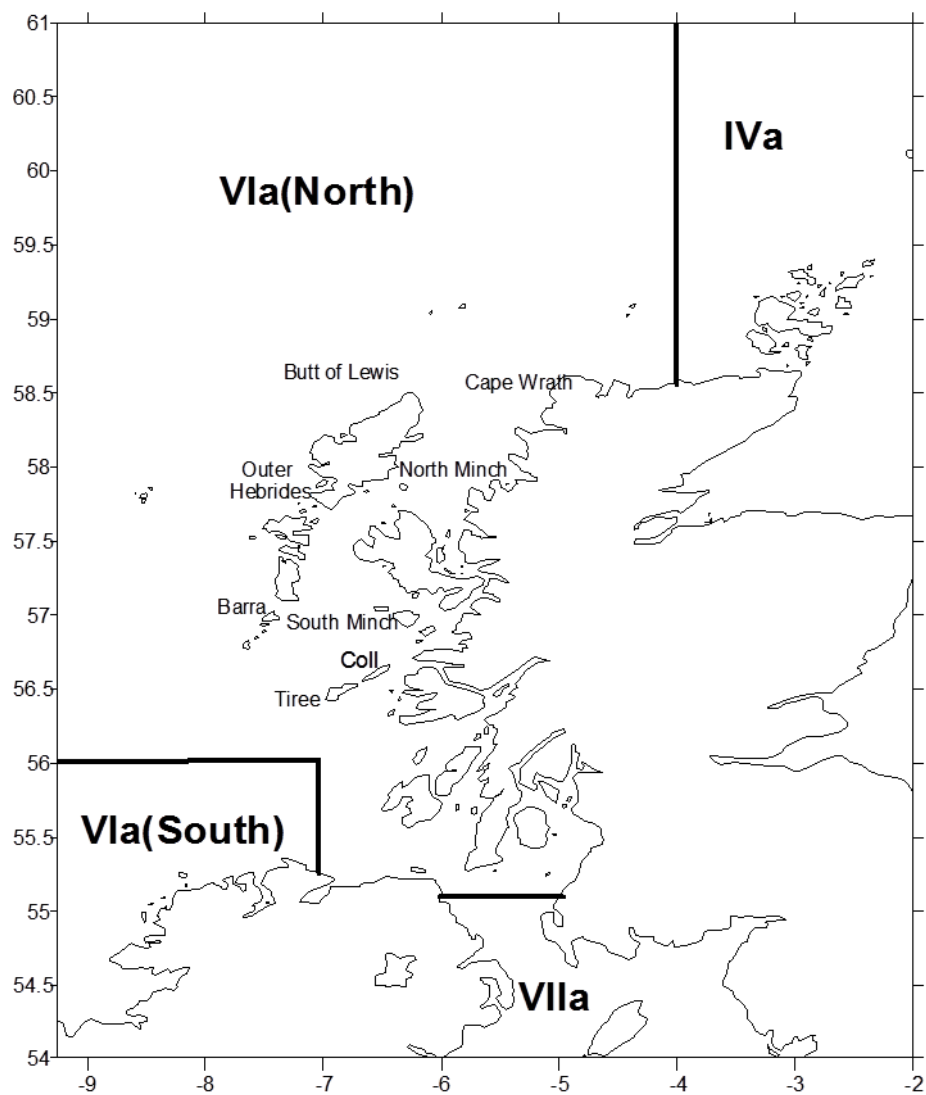 61
60.5
IVa
60
VIa(North)
59.5
59
Butt of Lewis
Cape Wrath
58.5
58
Outer
North Minch
Hebrides
57.5
57
Barra
South Minch
Coll
56.5
Tiree
56
55.5
VIa(South)
55
54.5
VIIa
54
-9 -8 -7 -6 -5 -4 -3 -2